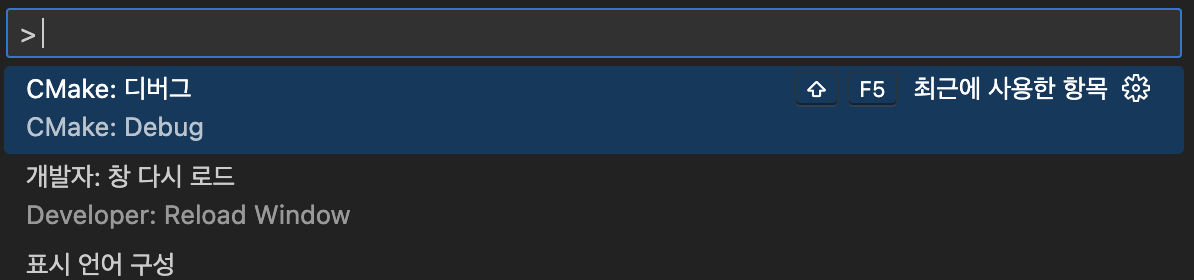 >
CMake: 디버그 ⇧ F5 최근에 사용한 항목
CMake: Debug
개발자: 창 다시 로드
Developer: Reload Window
표시 언어 구성